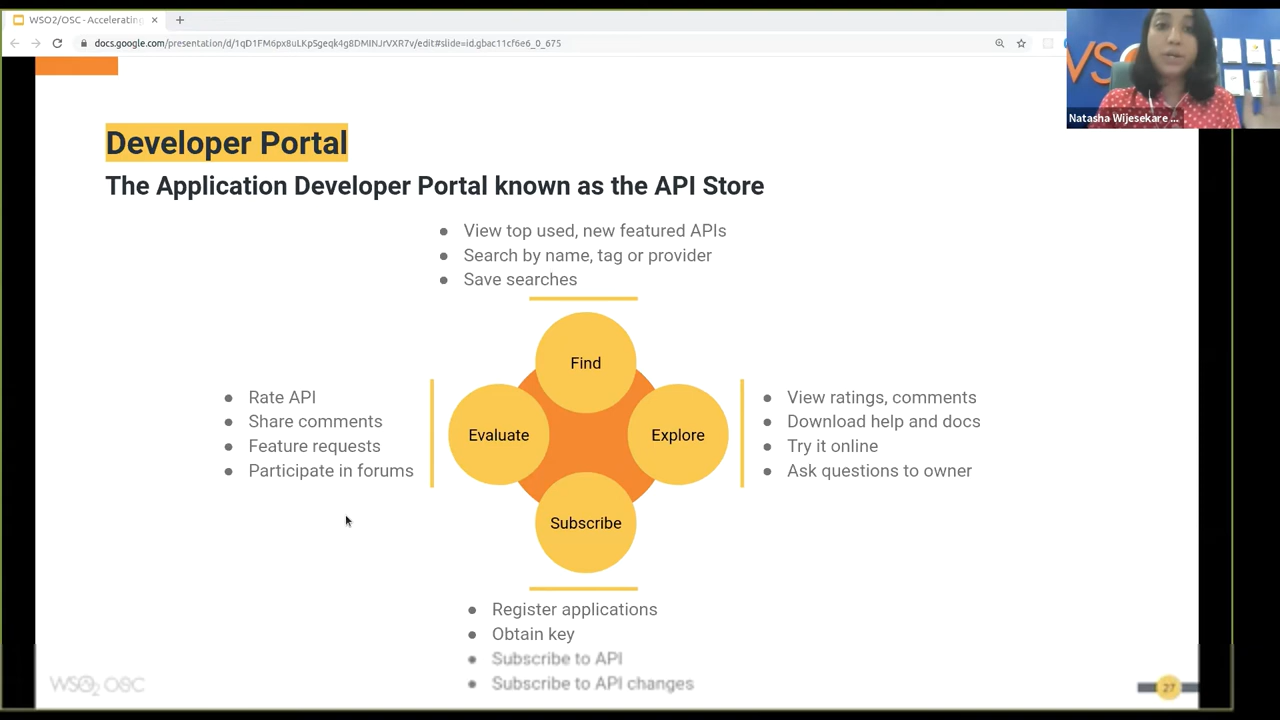 WSO2/OSC - Accelerating
docs.google.com/presentation/d/1qD1FM6px8uLKpSgeqk4g8DMINJrVXR7v/edit#slide=id.gbac11cf6e6_0_675
Natasha Wijesekare ...
Developer Portal
The Application Developer Portal known as the API Store
● View top used, new featured APIs
● Search by name, tag or provider
● Save searches
Find
● Rate API
● Share comments
● Feature requests
● Participate in forums
Evaluate
Explore
● View ratings, comments
● Download help and docs
● Try it online
● Ask questions to owner
Subscribe
● Register applications
● Obtain key
● Subscribe to API
● Subscribe to API changes
WSO2 OSC
27